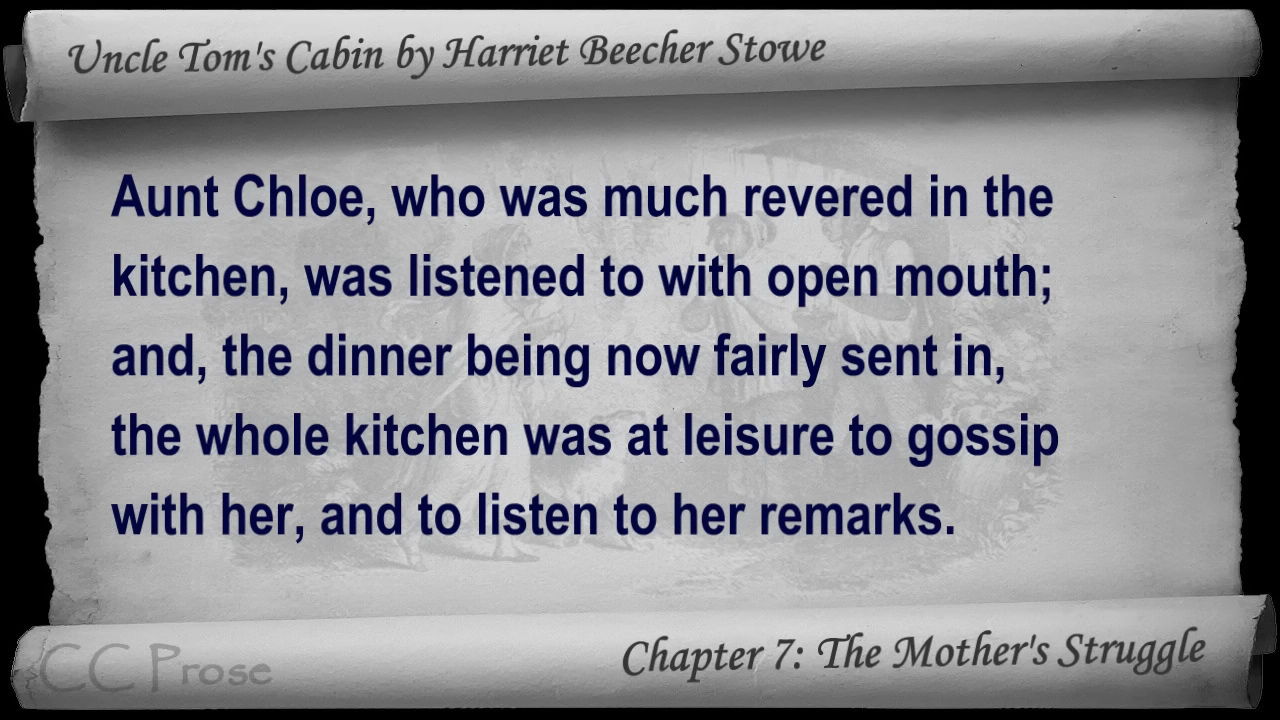 Uncle Tom's Cabin by Harriet Beecher Stowe
Aunt Chloe, who was much revered in the
kitchen, was listened to with open mouth;
and, the dinner being now fairly sent in,
the whole kitchen was at leisure to gossip
with her, and to listen to her remarks.
CC Prose
Chapter 7: The Mother's Struggle